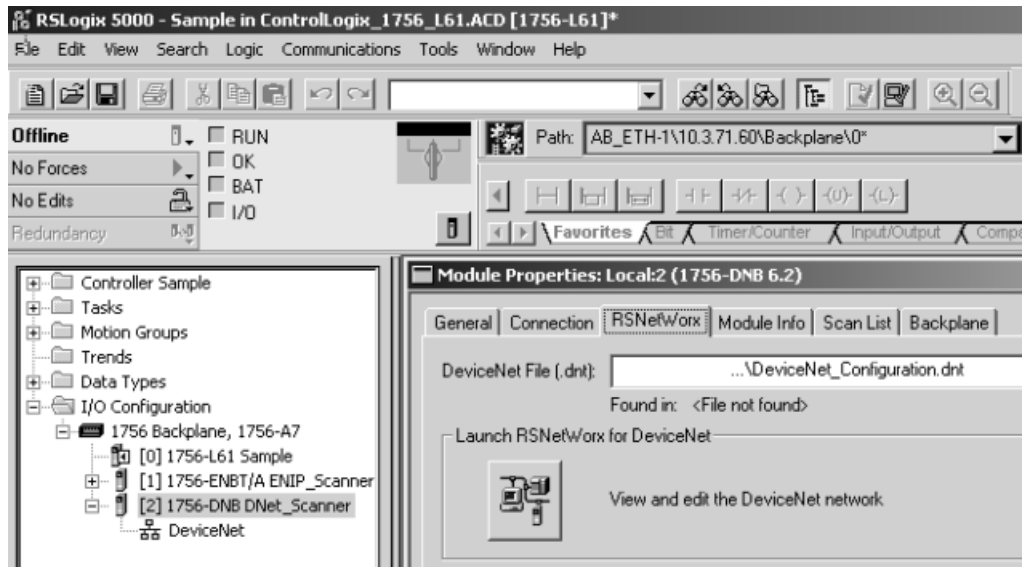 RSLogix 5000 - Sample in ControlLogix_1756_L61.ACD [1756-L61]*
File Edit View Search Logic Communications Tools Window Help
Offline
RUN
Path: AB_ETH-1\10.3.71.60\Backplane\0*
No Forces
OK
No Edits
BAT
I/O
Redundancy
Favorites Bit Timer/Counter Input/Output Compa
Controller Sample
Tasks
Motion Groups
Trends
Data Types
I/O Configuration
1756 Backplane, 1756-A7
[0] 1756-L61 Sample
[1] 1756-ENBT/A ENIP_Scanner
[2] 1756-DNB DNet_Scanner
DeviceNet
Module Properties: Local:2 (1756-DNB 6.2)
General Connection RSNetWorx Module Info Scan List Backplane
DeviceNet File (.dnt): ...\DeviceNet_Configuration.dnt
Found in: <File not found>
Launch RSNetWorx for DeviceNet
View and edit the DeviceNet network